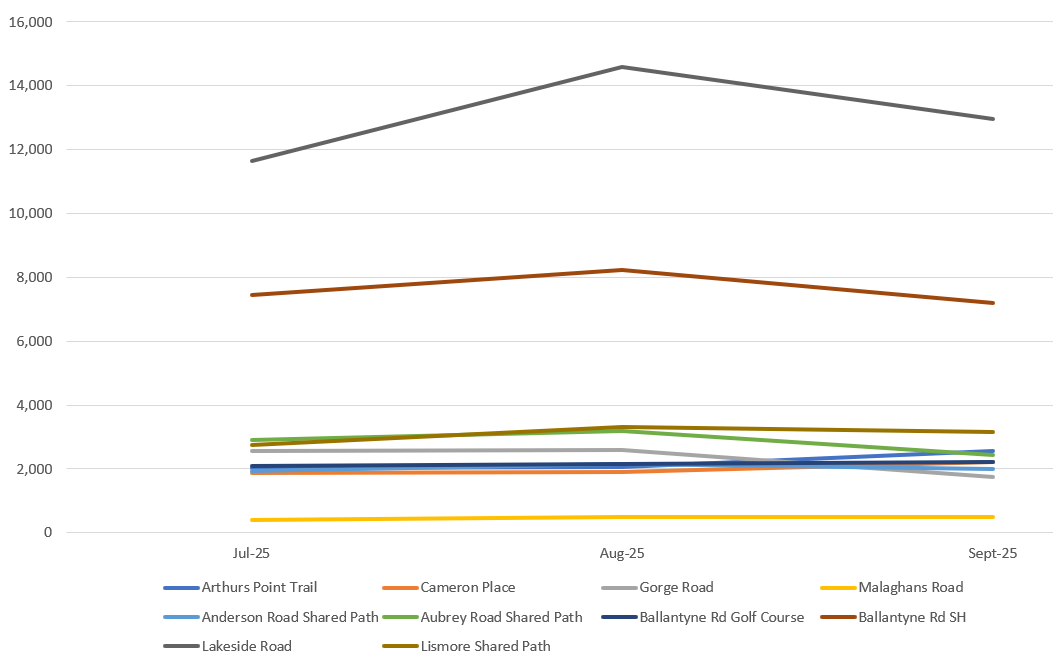 16,000
14,000
12,000
10,000
8,000
6,000
4,000
2,000
0
Jul-25 Aug-25 Sept-25
Arthurs Point Trail Cameron Place Gorge Road Malaghans Road
Anderson Road Shared Path Aubrey Road Shared Path Ballantyne Rd Golf Course Ballantyne Rd SH
Lakeside Road Lismore Shared Path